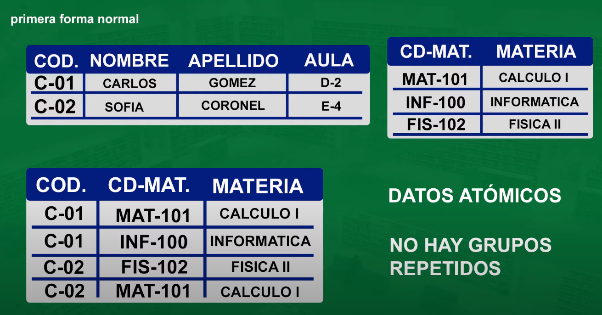 primera forma normal
COD. NOMBRE APELLIDO AULA
C-01 CARLOS GOMEZ D-2
C-02 SOFIA CORONEL E-4
CD-MAT. MATERIA
MAT-101 CALCULO I
INF-100 INFORMATICA
FIS-102 FISICA II
COD. CD-MAT. MATERIA
C-01 MAT-101 CALCULO I
C-01 INF-100 INFORMATICA
C-02 FIS-102 FISICA II
C-02 MAT-101 CALCULO I
DATOS ATÓMICOS
NO HAY GRUPOS
REPETIDOS